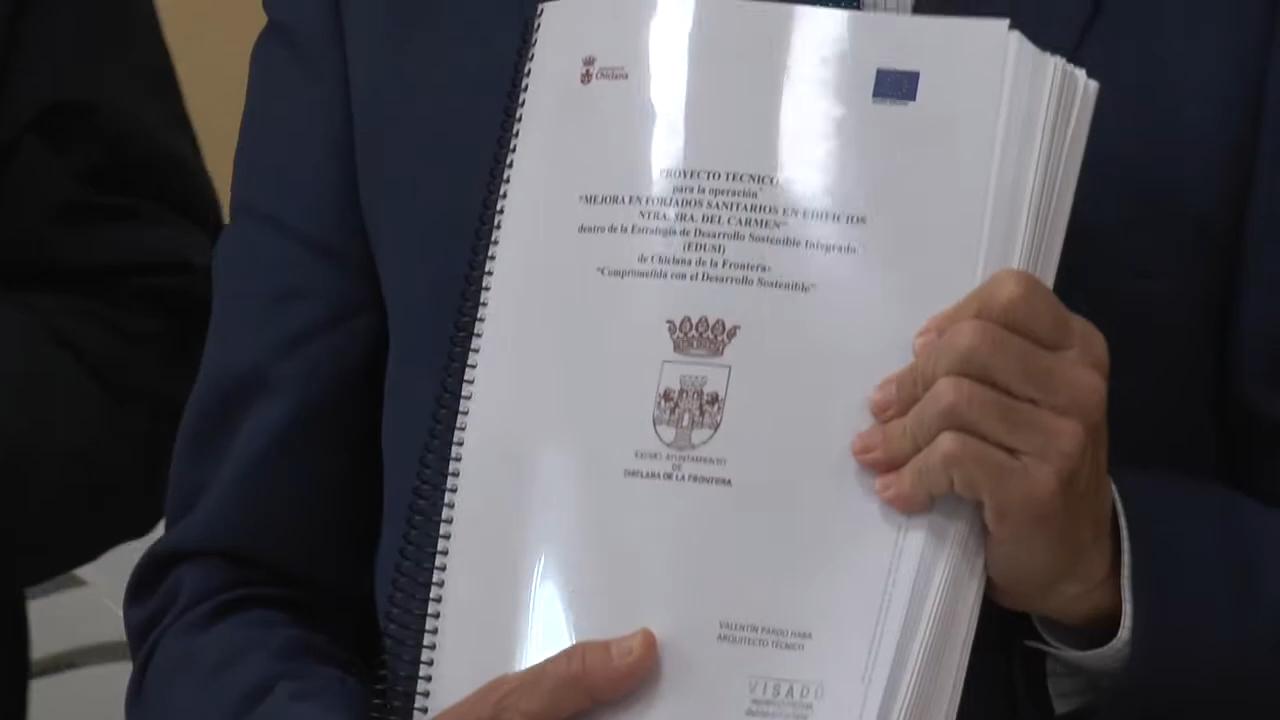 Chiclana
PROYECTO TECNICO
para la operación
"MEJORA EN FORJADOS SANITARIOS EN EDIFICIOS
NTRA. SRA. DEL CARMEN"
dentro de la Estrategia de Desarrollo Sostenible Integrado
(EDUSI)
de Chiclana de la Frontera:
"Comprometida con el Desarrollo Sostenible"
EXCMO. AYUNTAMIENTO
DE
CHICLANA DE LA FRONTERA
VALENTÍN PARDO HABA
ARQUITECTO TÉCNICO
VISADO